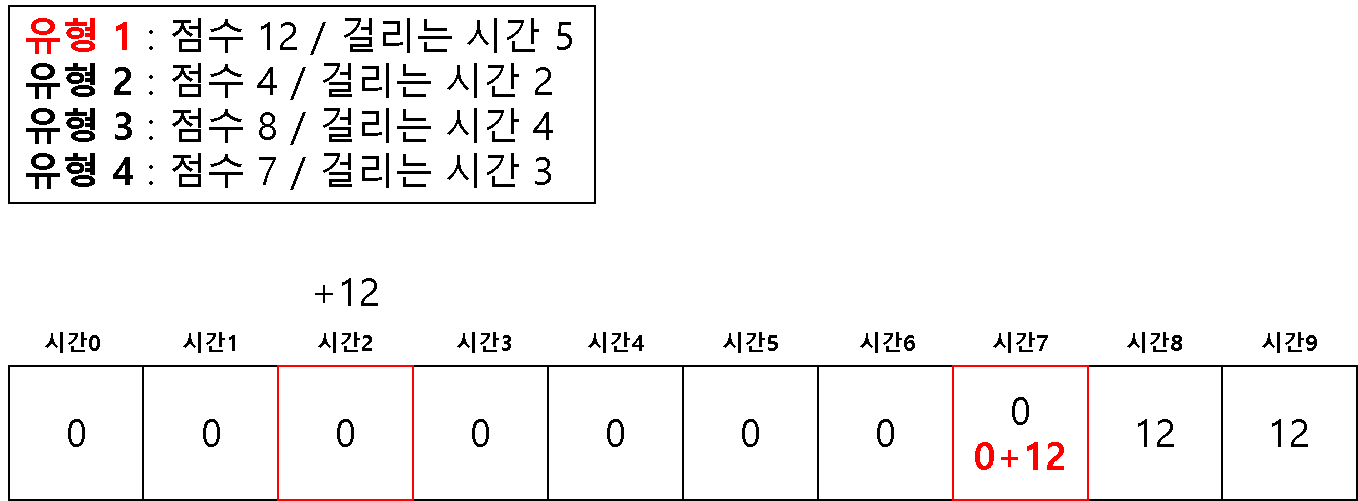 유형 1 : 점수 12 / 걸리는 시간 5
유형 2 : 점수 4 / 걸리는 시간 2
유형 3 : 점수 8 / 걸리는 시간 4
유형 4 : 점수 7 / 걸리는 시간 3
+12
시간0 시간1 시간2 시간3 시간4 시간5 시간6 시간7 시간8 시간9
0 0 0 0 0 0 0 0 12 12
0+12